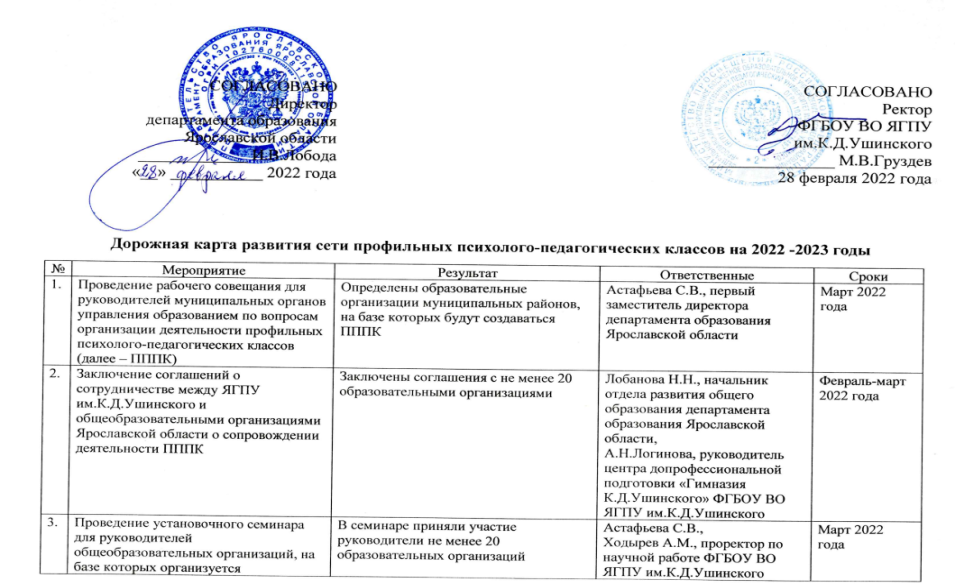 СОГЛАСОВАНО
Директор
департамента образования
Ярославской области
И.В.Лобода
«28» февраля 2022 года
СОГЛАСОВАНО
Ректор
ФГБОУ ВО ЯГПУ
им.К.Д.Ушинского
М.В.Груздев
28 февраля 2022 года
Дорожная карта развития сети профильных психолого-педагогических классов на 2022 -2023 годы
№ Мероприятие Результат Ответственные Сроки
1.
Проведение рабочего совещания для
руководителей муниципальных органов
управления образованием по вопросам
организации деятельности профильных
психолого-педагогических классов
(далее – ПППК)
Определены образовательные
организации муниципальных районов,
на базе которых будут создаваться
ПППК
Астафьева С.В., первый
заместитель директора
департамента образования
Ярославской области
Март 2022
года
2.
Заключение соглашений о
сотрудничестве между ЯГПУ
им.К.Д.Ушинского и
общеобразовательными организациями
Ярославской области о сопровождении
деятельности ПППК
Заключены соглашения с не менее 20
образовательными организациями
Лобанова Н.Н., начальник
отдела развития общего
образования департамента
образования Ярославской
области,
А.Н.Логинова, руководитель
центра допрофессиональной
подготовки «Гимназия
К.Д.Ушинского» ФГБОУ ВО
ЯГПУ им.К.Д.Ушинского
Февраль-март
2022 года
3.
Проведение установочного семинара
для руководителей
общеобразовательных организаций, на
базе которых организуется
В семинаре приняли участие
руководители не менее 20
образовательных организаций
Астафьева С.В.,
Ходырев А.М., проректор по
научной работе ФГБОУ ВО
ЯГПУ им.К.Д.Ушинского
Март 2022
года